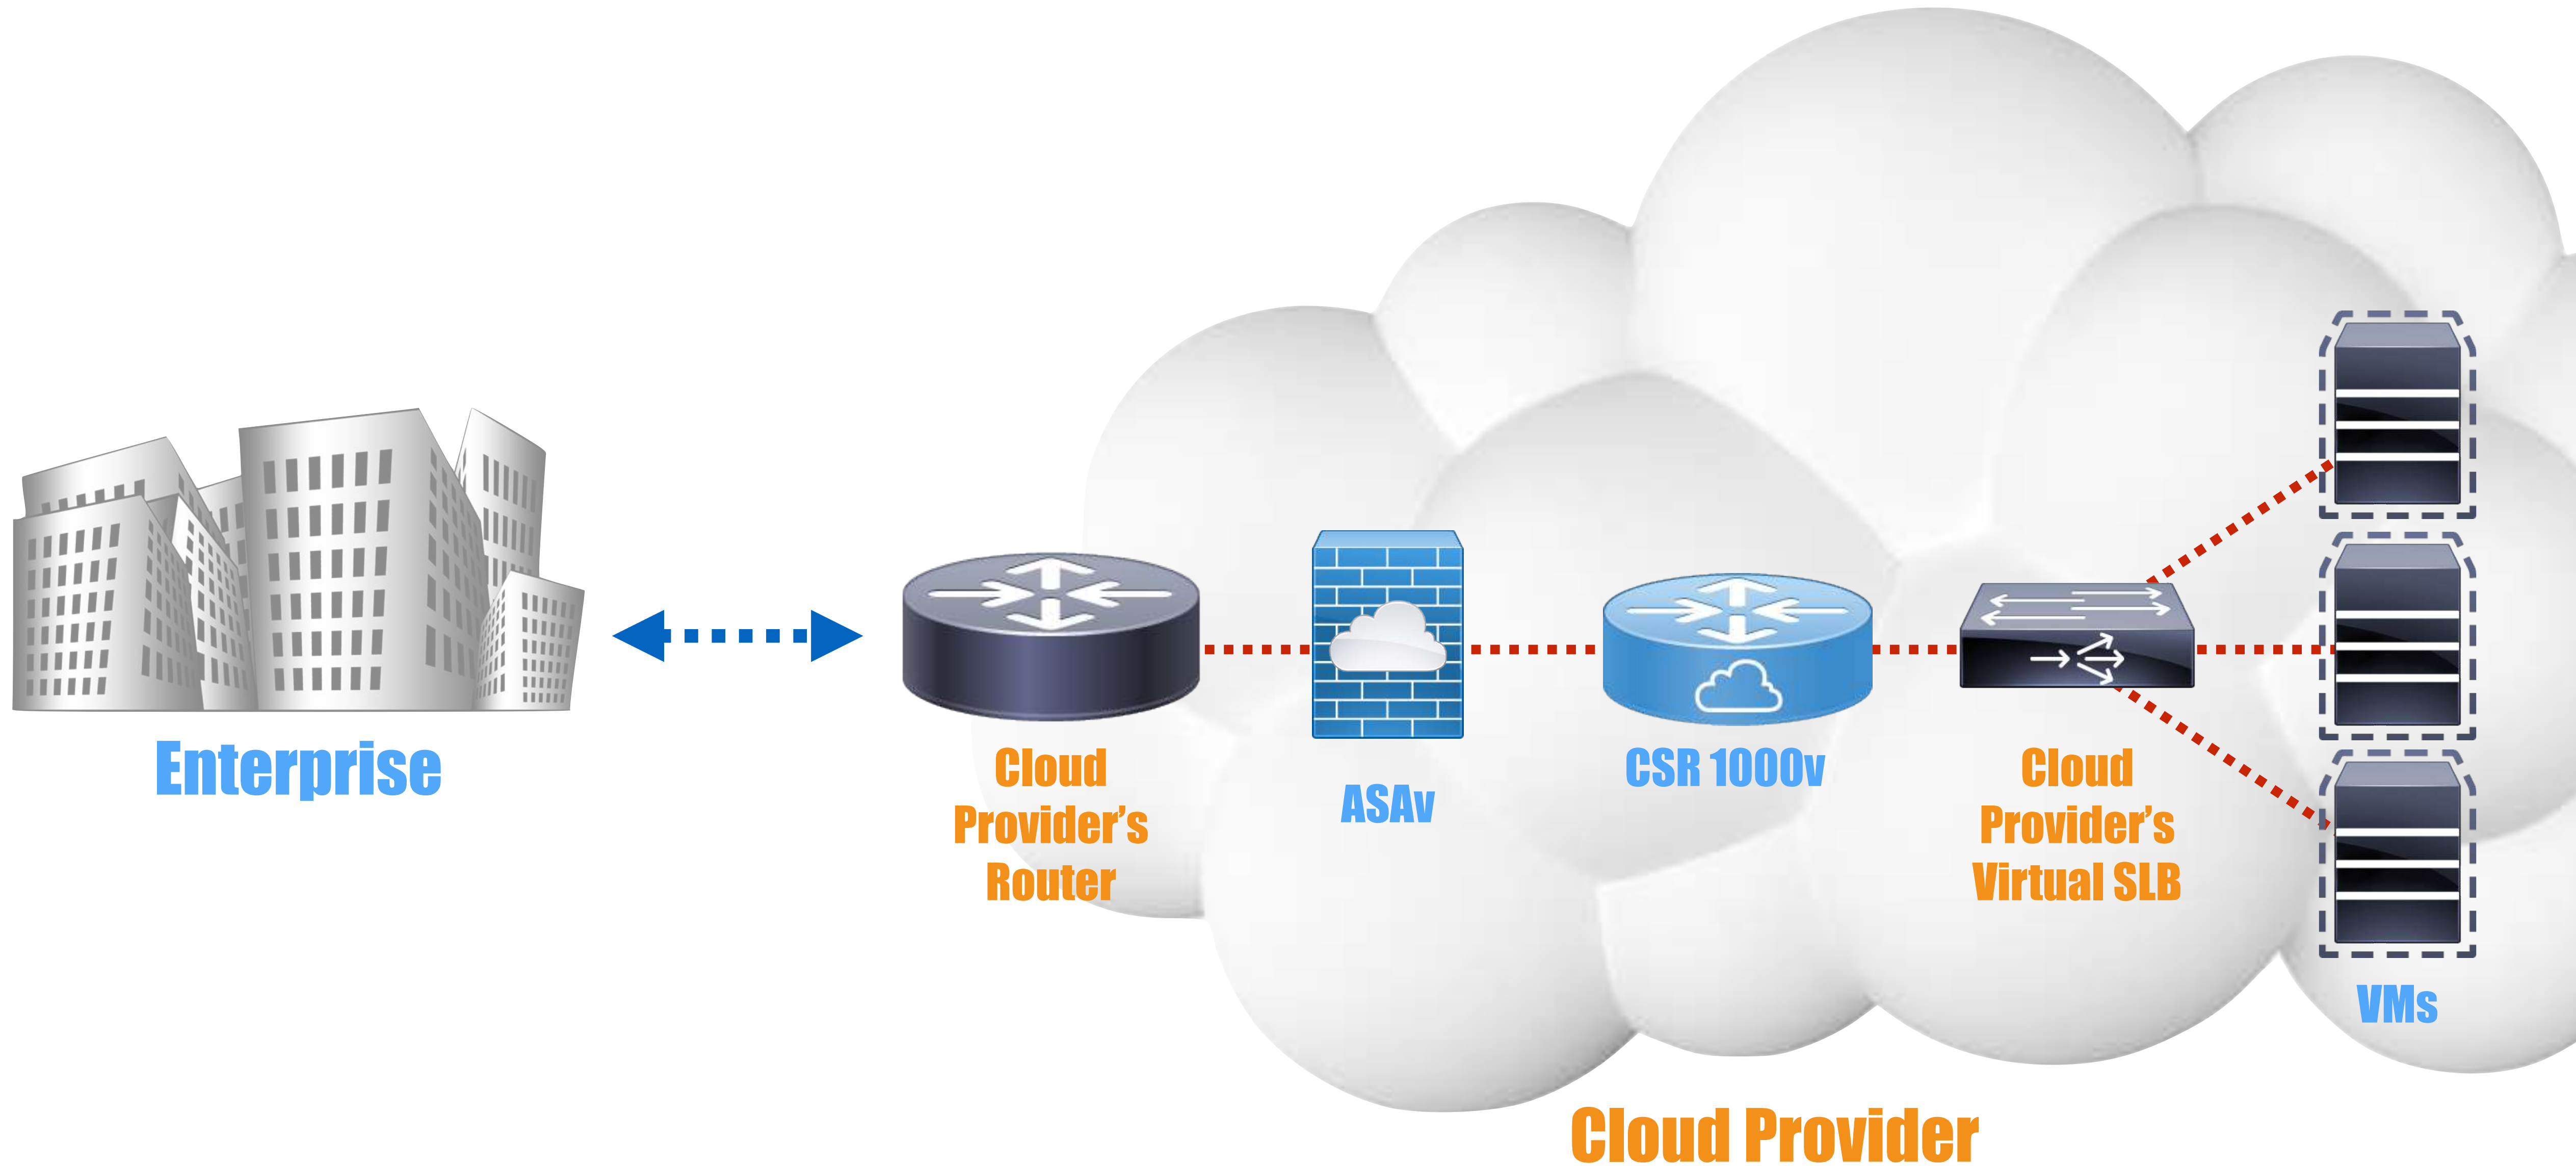 Enterprise
Cloud
Provider’s
Router
ASAv
CSR 1000v
Cloud
Provider’s
Virtual SLB
VMs
Cloud Provider